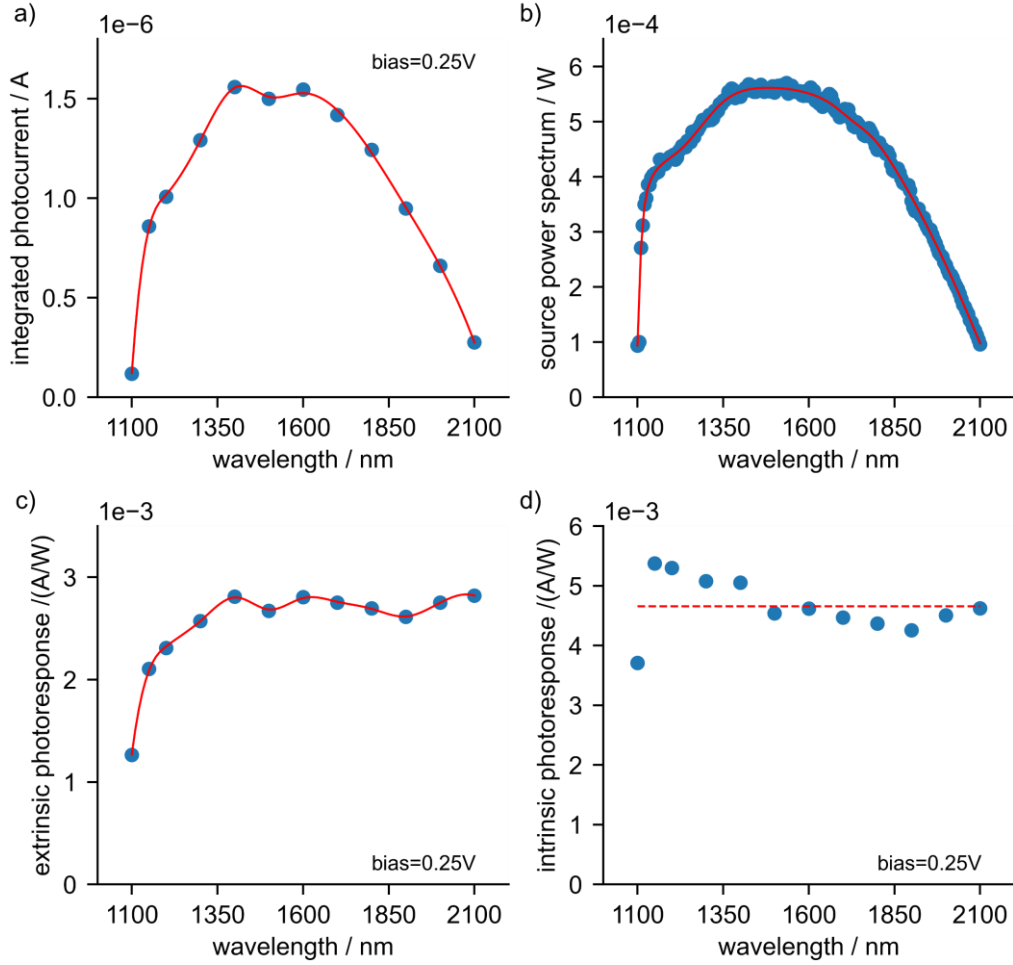 a)
1e−6
bias=0.25V
integrated photocurrent / A
1.5
1.0
0.5
0.0
1100 1350 1600 1850 2100
wavelength / nm
b)
1e−4
source power spectrum / W
6
5
4
3
2
1
0
1100 1350 1600 1850 2100
wavelength / nm
c)
1e−3
extrinsic photoresponse /(A/W)
3
2
1
0
bias=0.25V
1100 1350 1600 1850 2100
wavelength / nm
d)
1e−3
intrinsic photoresponse /(A/W)
6
5
4
3
2
1
0
bias=0.25V
1100 1350 1600 1850 2100
wavelength / nm